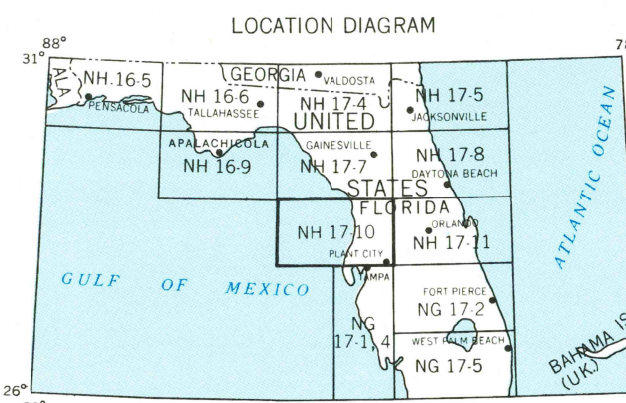 LOCATION DIAGRAM
88°
31°
ALA
NH.16-5
PENSACOLA
GEORGIA
VALDOSTA
NH 16-6
TALLAHASSEE
NH 17-4
UNITED
NH 17-5
JACKSONVILLE
APALACHICOLA
NH 16-9
GAINESVILLE
NH 17-7
NH 17-8
DAYTONA BEACH
STATES
FLORIDA
NH 17-10
PLANT CITY
ORLANDO
NH 17-11
ATLANTIC OCEAN
GULF OF MEXICO
TAMPA
FORT PIERCE
NG 17-2
NG
17-1, 4
WEST PALM BEACH
NG 17-5
BAHAMA IS
(U.K.)
26°